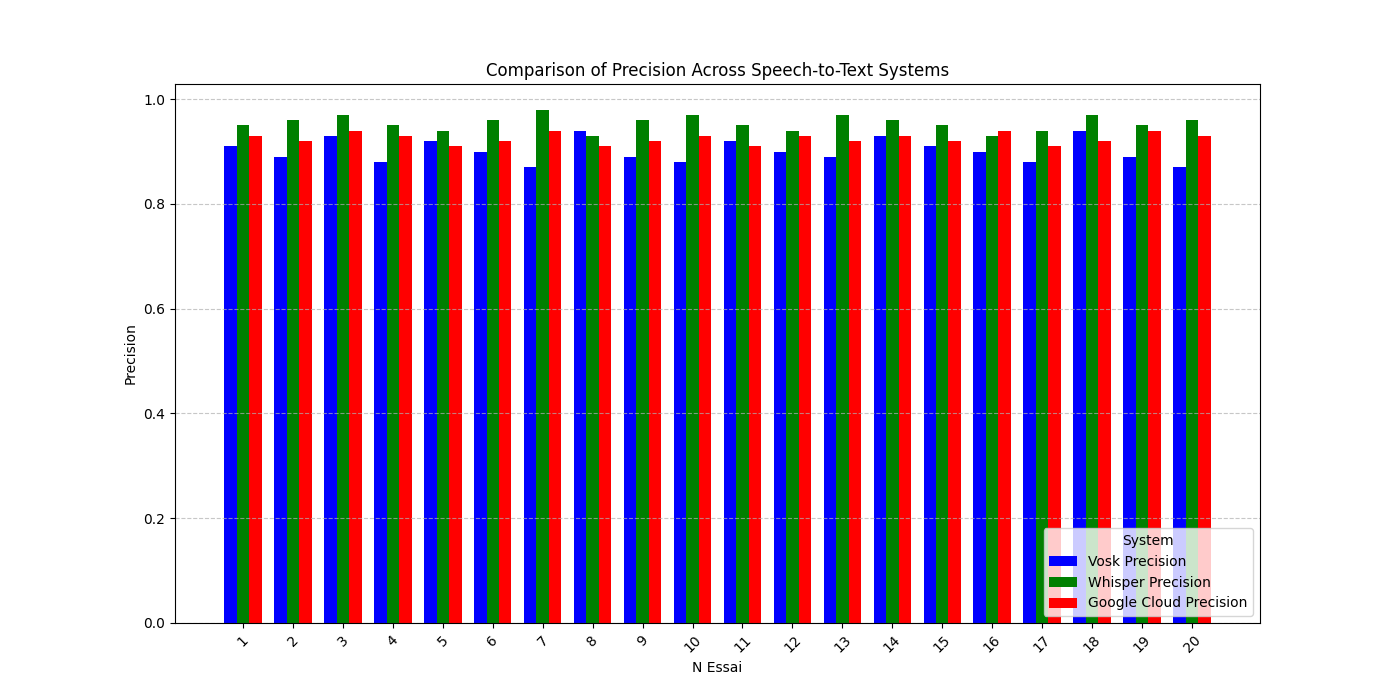 Comparison of Precision Across Speech-to-Text Systems
1.0
0.8
0.6
0.4
0.2
0.0
Precision
System
Vosk Precision
Whisper Precision
Google Cloud Precision
1 2 3 4 5 6 7 8 9 10 11 12 13 14 15 16 17 18 19 20
N Essai